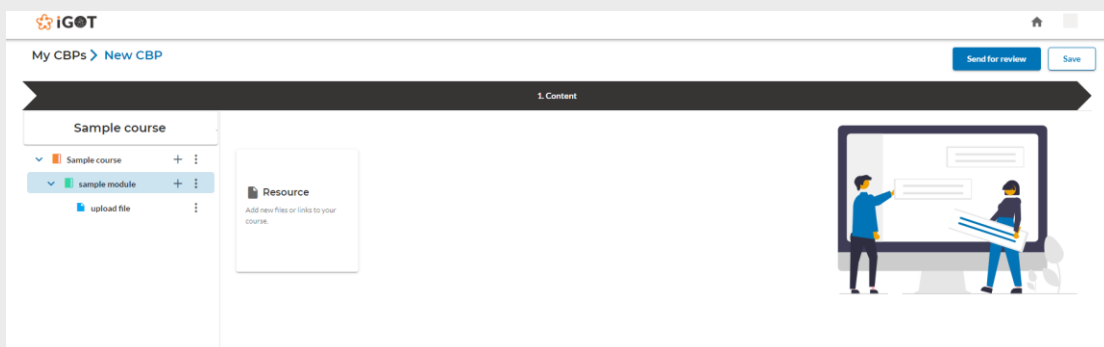 iGOT
My CBPs > New CBP
Send for review
Save
1. Content
Sample course
Sample course
sample module
upload file
Resource
Add new files or links to your
course.